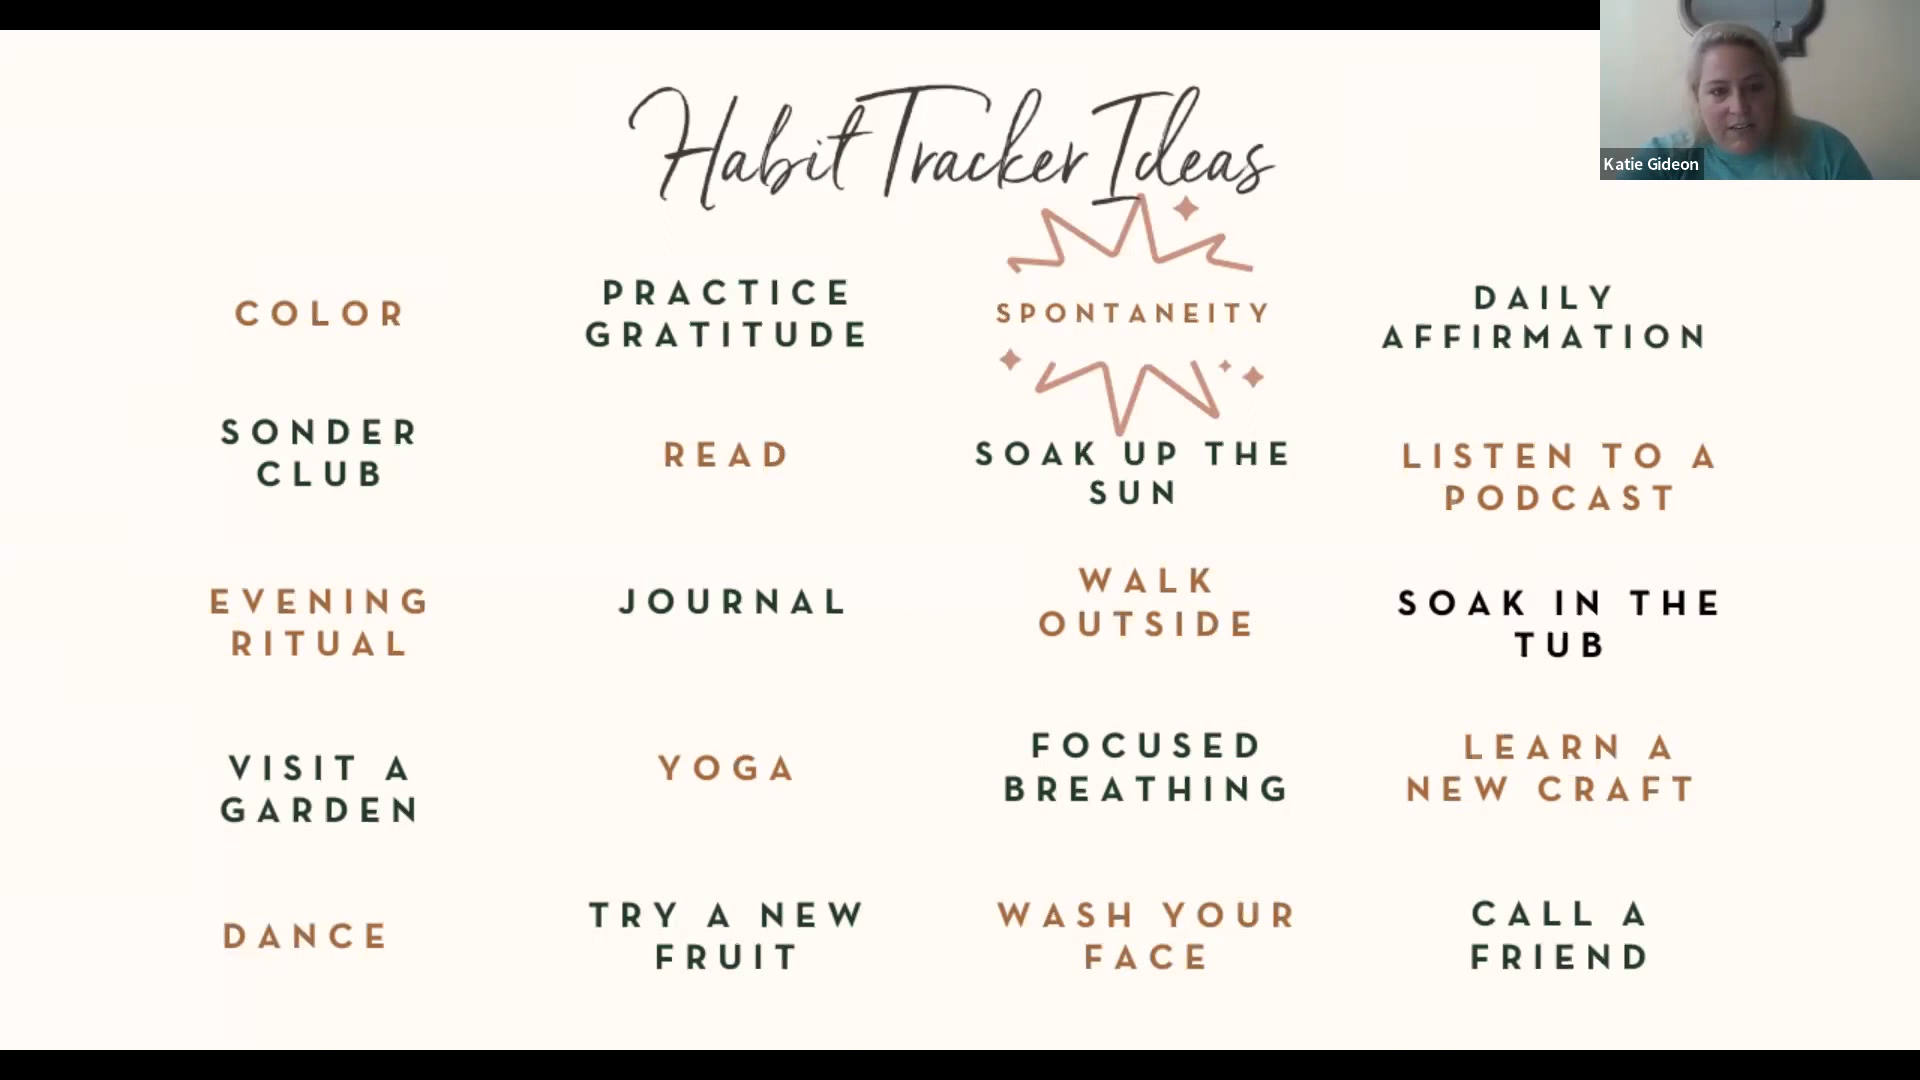 Habit Tracker Ideas
Katie Gideon
COLOR
PRACTICE
GRATITUDE
SPONTANEITY
DAILY
AFFIRMATION
SONDER
CLUB
READ
SOAK UP THE
SUN
LISTEN TO A
PODCAST
EVENING
RITUAL
JOURNAL
WALK
OUTSIDE
SOAK IN THE
TUB
VISIT A
GARDEN
YOGA
FOCUSED
BREATHING
LEARN A
NEW CRAFT
DANCE
TRY A NEW
FRUIT
WASH YOUR
FACE
CALL A
FRIEND